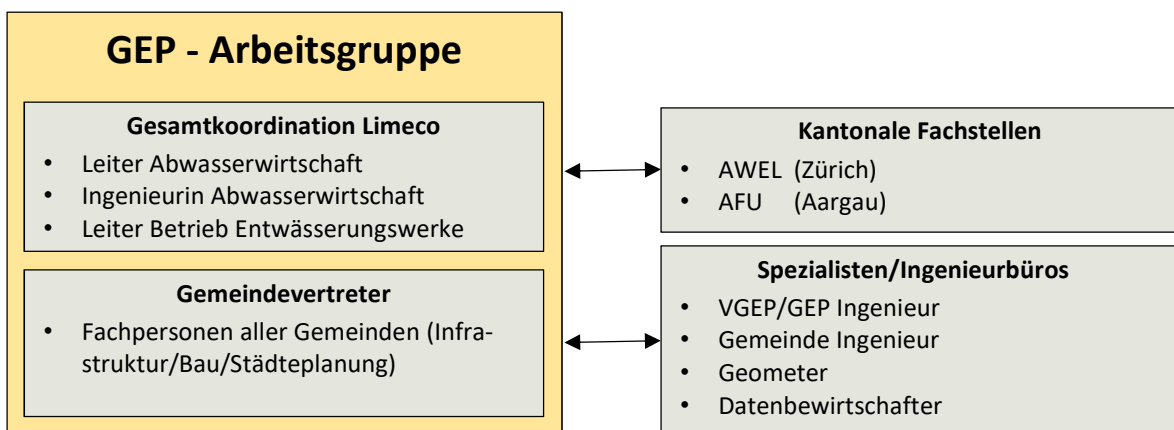 GEP - Arbeitsgruppe
Gesamtkoordination Limeco
• Leiter Abwasserwirtschaft
• Ingenieurin Abwasserwirtschaft
• Leiter Betrieb Entwässerungswerke
Gemeindevertreter
• Fachpersonen aller Gemeinden (Infra-
struktur/Bau/Städteplanung)
Kantonale Fachstellen
• AWEL (Zürich)
• AFU (Aargau)
Spezialisten/Ingenieurbüros
• VGEP/GEP Ingenieur
• Gemeinde Ingenieur
• Geometer
• Datenbewirtschafter